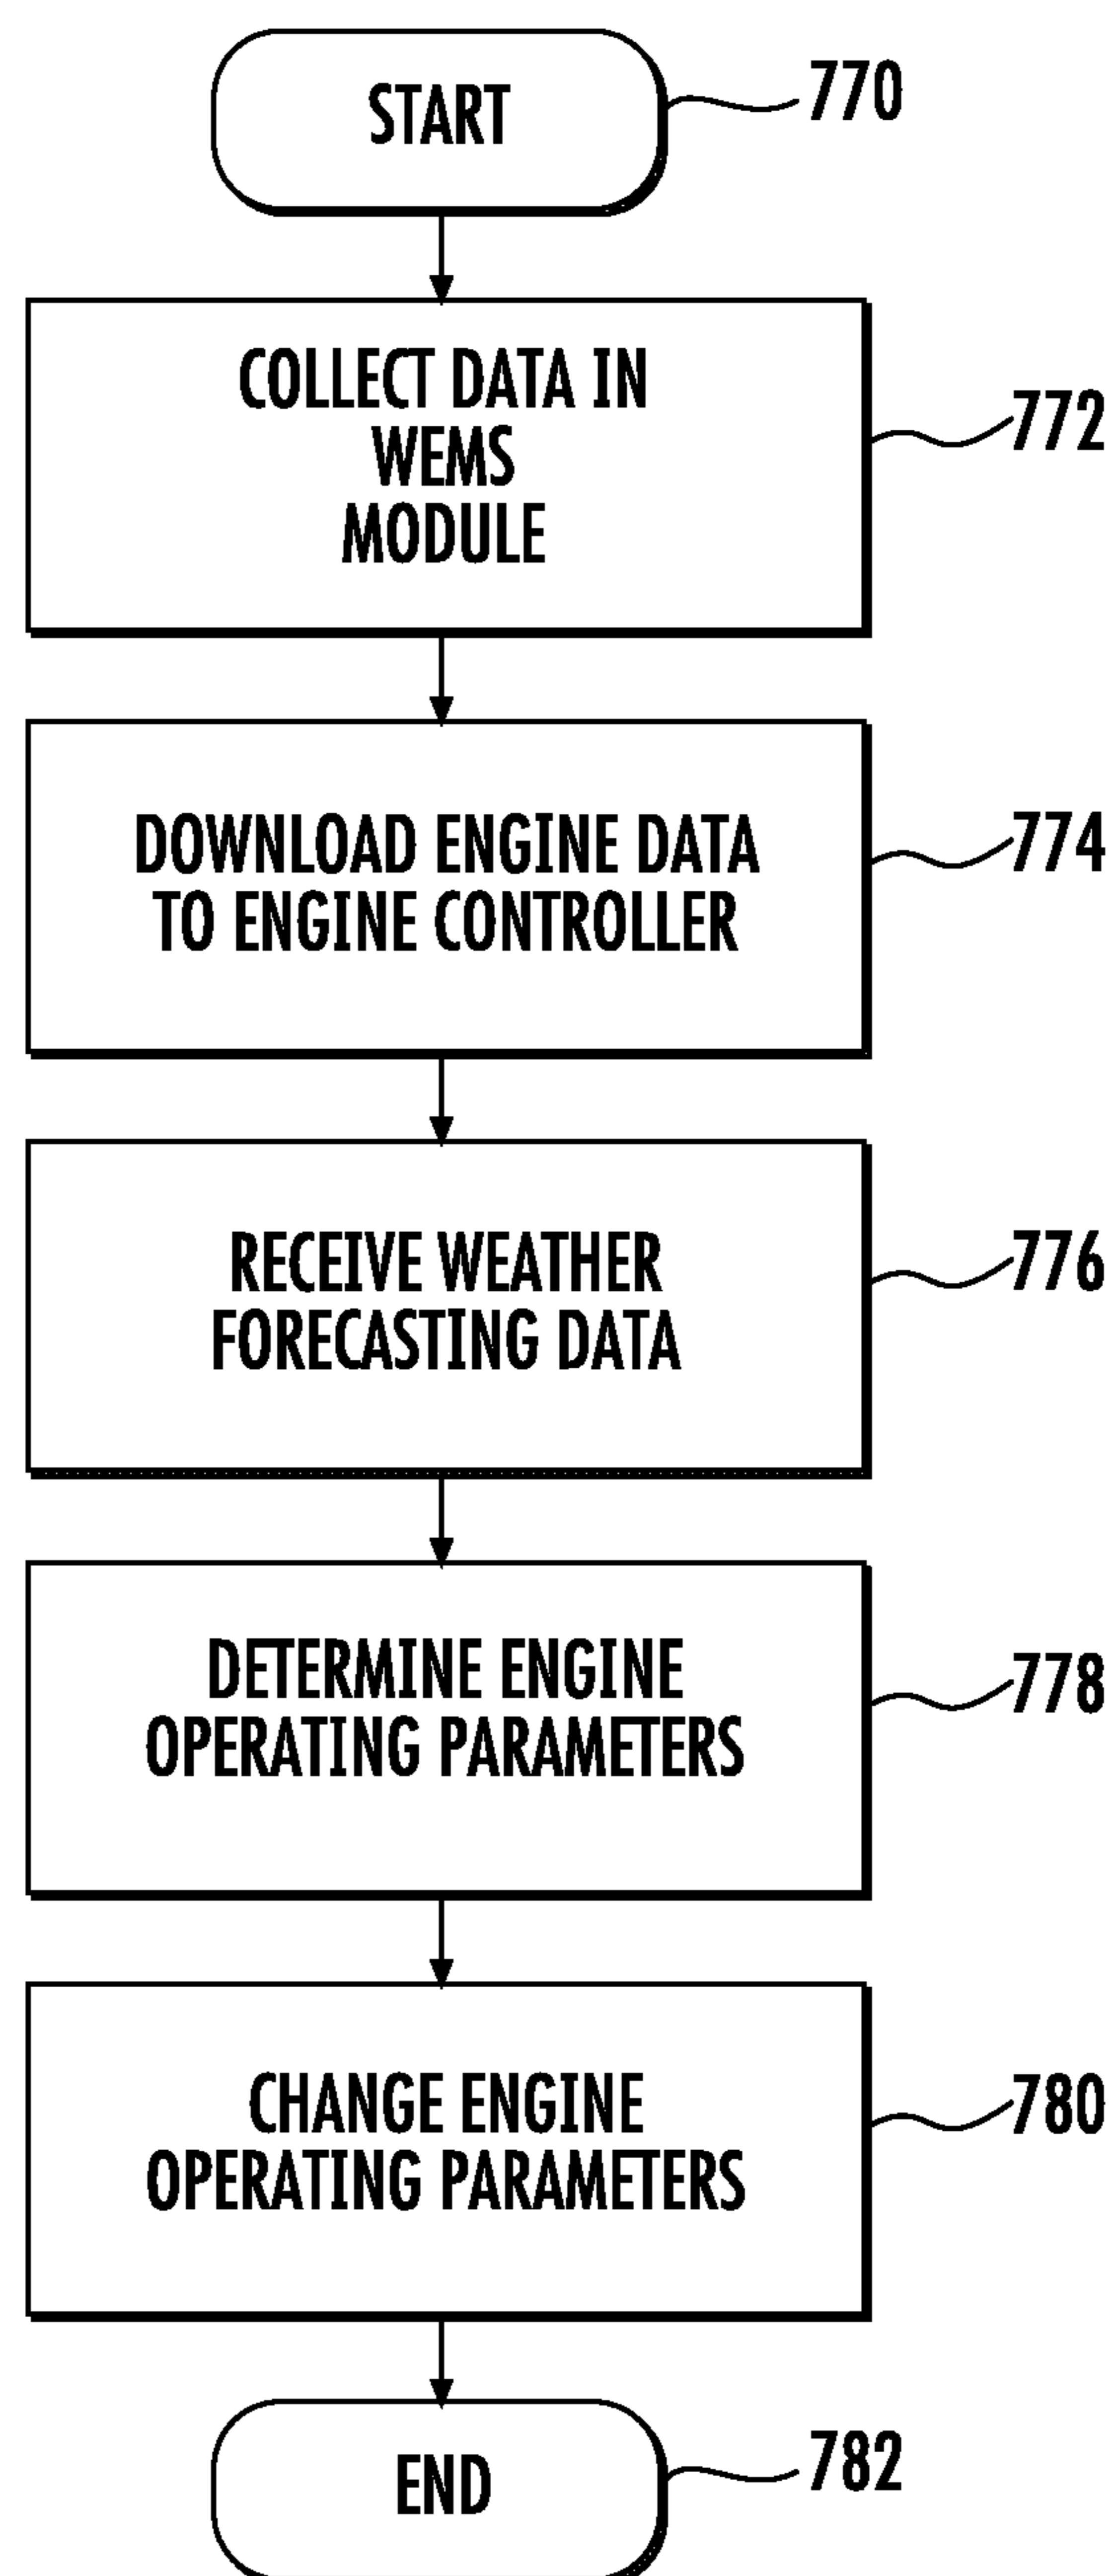 START
770
COLLECT DATA IN
WEMS
MODULE
772
DOWNLOAD ENGINE DATA
TO ENGINE CONTROLLER
774
RECEIVE WEATHER
FORECASTING DATA
776
DETERMINE ENGINE
OPERATING PARAMETERS
778
CHANGE ENGINE
OPERATING PARAMETERS
780
END
782